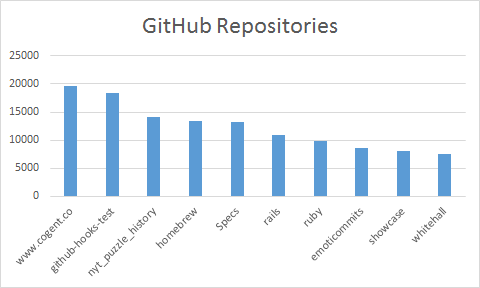 GitHub Repositories
25000
20000
15000
10000
5000
0
www.cogent.co
github-hooks-test
nyt_puzzle_history
homebrew
Specs
rails
ruby
emoticommits
showcase
whitehall